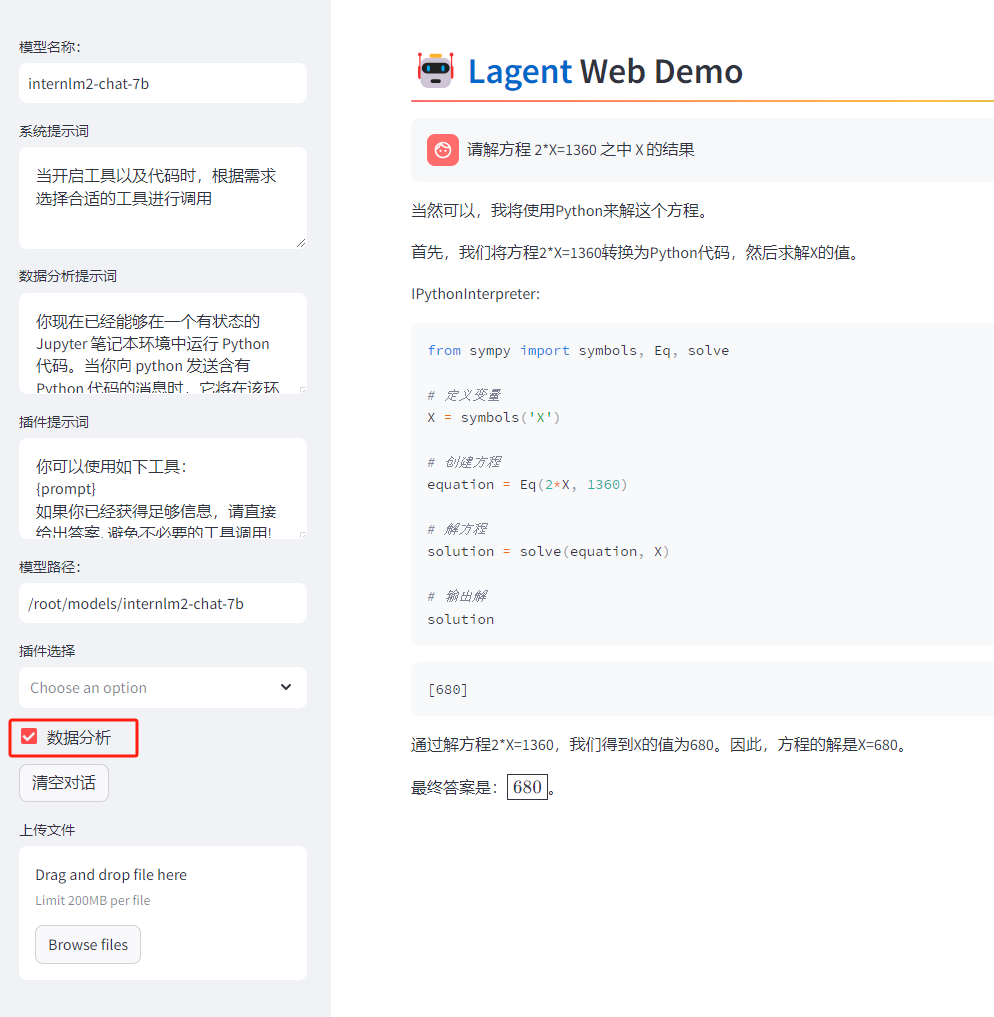 模型名称：
internlm2-chat-7b
系统提示词
当开启工具以及代码时，根据需求
选择合适的工具进行调用
数据分析提示词
你现在已经能够在一个有状态的
Jupyter 笔记本环境中运行 Python
代码。当你向 python 发送含有
Python 代码的消息时，它将在该环
插件提示词
你可以使用如下工具：
{prompt}
如果你已经获得足够信息，请直接
给出答案. 避免不必要的工具调用!
模型路径：
/root/models/internlm2-chat-7b
插件选择
Choose an option
数据分析
清空对话
上传文件
Drag and drop file here
Limit 200MB per file
Browse files
Lagent Web Demo
请解方程 2*X=1360 之中 X 的结果
当然可以，我将使用Python来解这个方程。
首先，我们将方程2*X=1360转换为Python代码，然后求解X的值。
IPythonInterpreter:
from sympy import symbols, Eq, solve
# 定义变量
X = symbols('X')
# 创建方程
equation = Eq(2*X, 1360)
# 解方程
solution = solve(equation, X)
# 输出解
solution
[680]
通过解方程2*X=1360，我们得到X的值为680。因此，方程的解是X=680。
最终答案是：680。